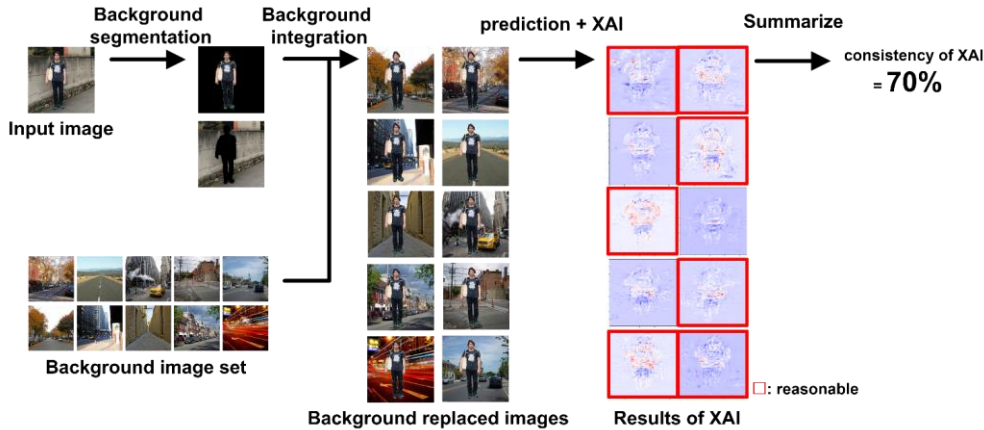 Background
segmentation
Background
integration
prediction + XAI
Summarize
consistency of XAI
= 70%
Input image
Background image set
Background replaced images
Results of XAI
□: reasonable